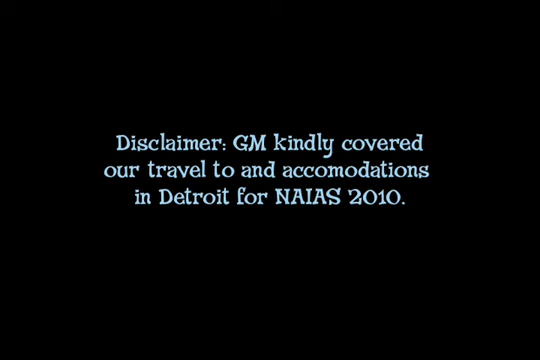 Disclaimer: GM kindly covered
our travel to and accomodations
in Detroit for NAIAS 2010.